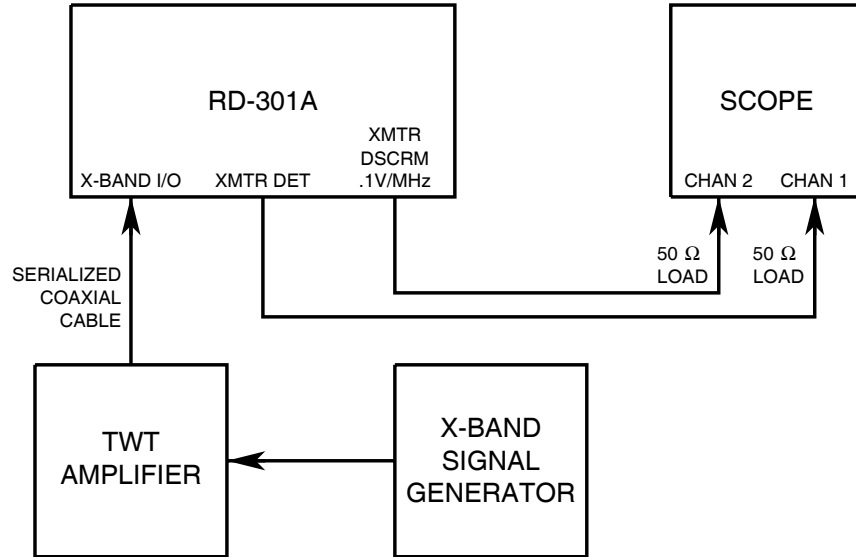 RD-301A
SCOPE
XMTR
DSCRM
.1V/MHz
X-BAND I/O
XMTR DET
CHAN 2
CHAN 1
50 Ω
LOAD
50 Ω
LOAD
SERIALIZED
COAXIAL
CABLE
TWT
AMPLIFIER
X-BAND
SIGNAL
GENERATOR